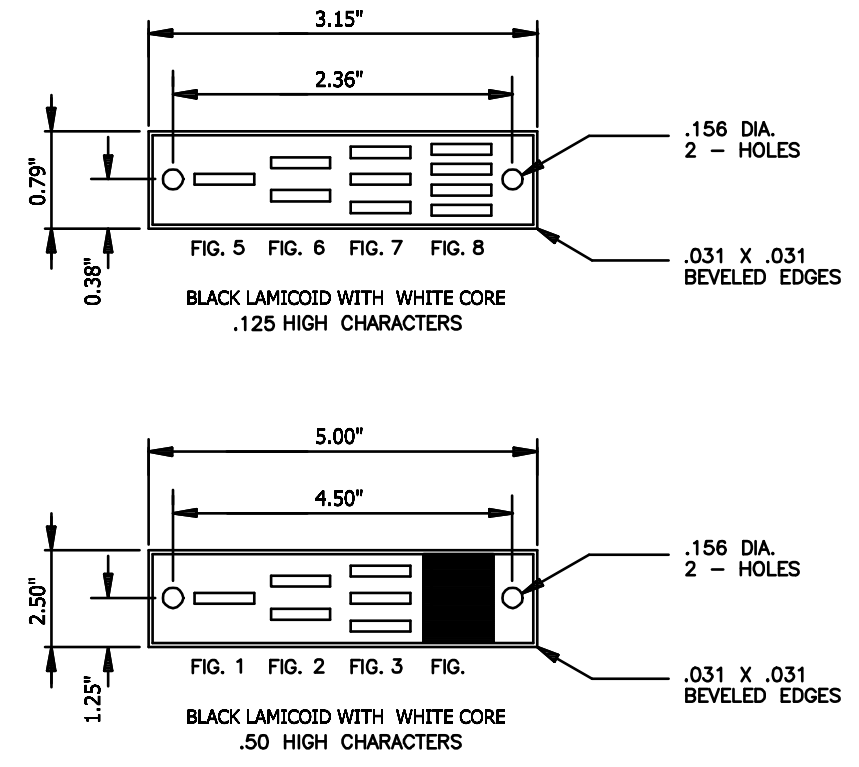 3.15"
2.36"
.156 DIA.
2 - HOLES
0.79"
0.38"
FIG. 5 FIG. 6 FIG. 7 FIG. 8
.031 X .031
BEVELED EDGES
BLACK LAMICOID WITH WHITE CORE
.125 HIGH CHARACTERS
5.00"
4.50"
.156 DIA.
2 - HOLES
2.50"
1.25"
FIG. 1 FIG. 2 FIG. 3 FIG.
.031 X .031
BEVELED EDGES
BLACK LAMICOID WITH WHITE CORE
.50 HIGH CHARACTERS